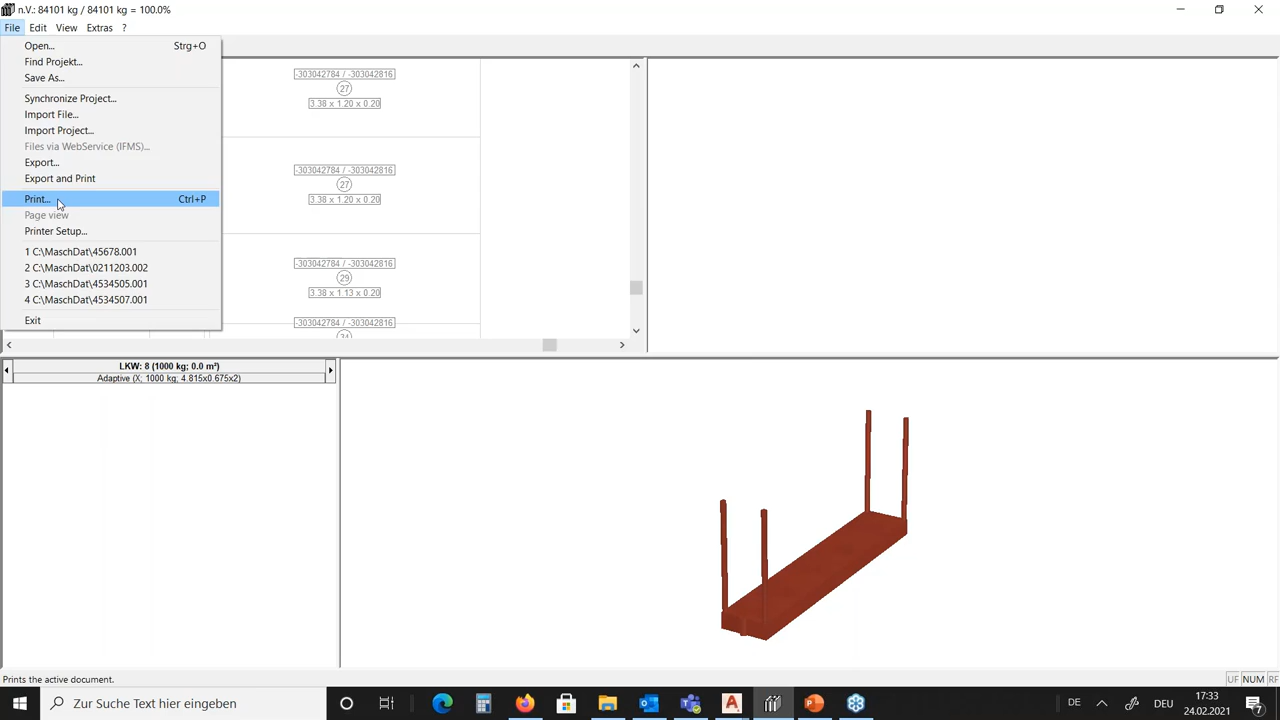 n.V.: 84101 kg / 84101 kg = 100.0%
File Edit View Extras ?
Open... Strg+O
Find Projekt...
Save As...
Synchronize Project...
Import File...
Import Project...
Files via WebService (IFMS)...
Export...
Export and Print
Print... Ctrl+P
Page view
Printer Setup...
1 C:\MaschDat\45678.001
2 C:\MaschDat\0211203.002
3 C:\MaschDat\4534505.001
4 C:\MaschDat\4534507.001
Exit
-303042784 / -303042816
27
3.38 x 1.20 x 0.20
-303042784 / -303042816
27
3.38 x 1.20 x 0.20
-303042784 / -303042816
29
3.38 x 1.13 x 0.20
-303042784 / -303042816
LKW: 8 (1000 kg; 0.0 m²)
Adaptive (X; 1000 kg; 4.815x0.675x2)
Prints the active document.
UF NUM RF
Zur Suche Text hier eingeben
DE DEU
17:33
24.02.2021
7